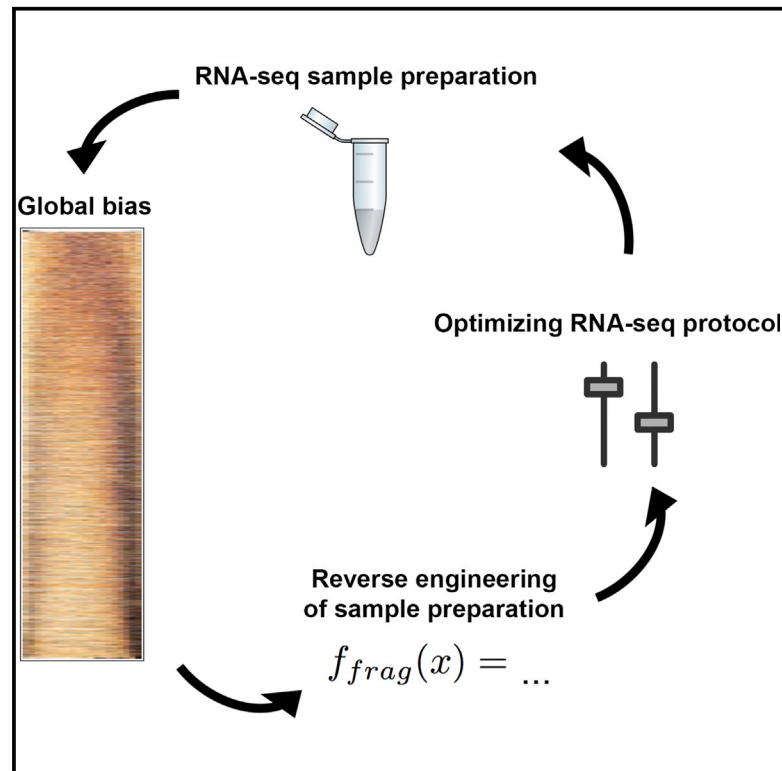 RNA-seq sample preparation
Global bias
Optimizing RNA-seq protocol
Reverse engineering
of sample preparation
f_{frag}(x) = ...